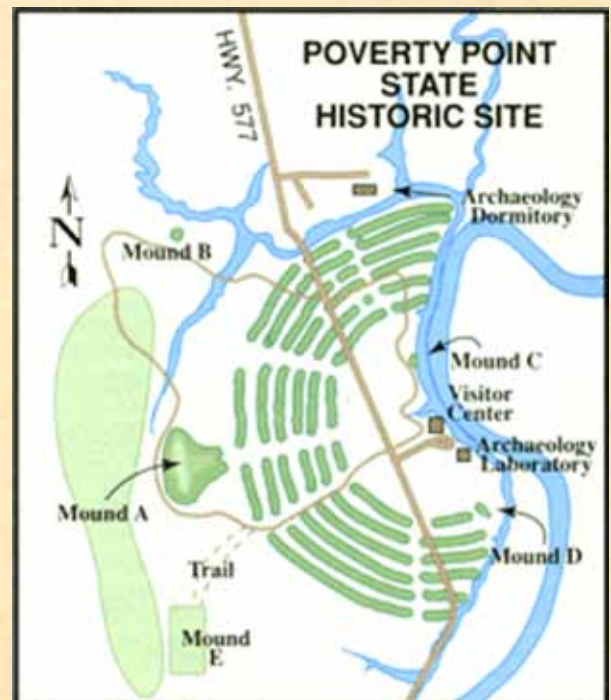 POVERTY POINT
STATE
HISTORIC SITE
HWY. 577
Archaeology
Dormitory
N
Mound B
Mound C
Visitor
Center
Archaeology
Laboratory
Mound A
Mound D
Trail
Mound
E